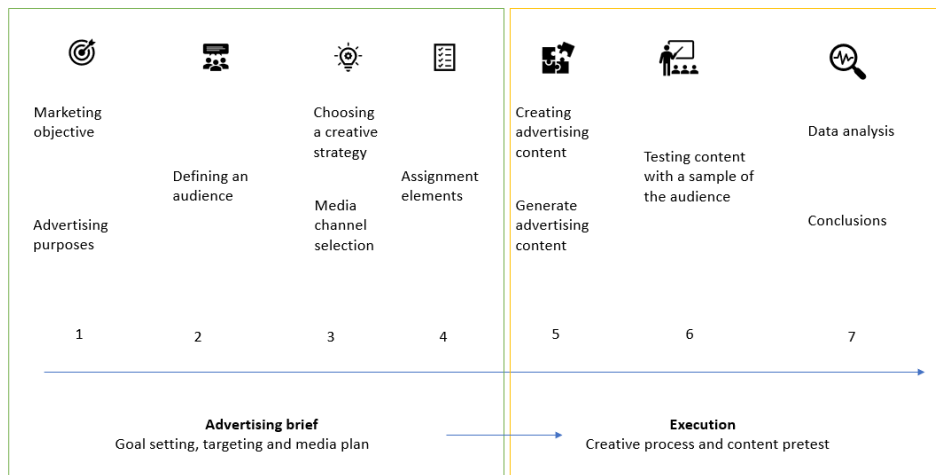 Marketing
objective
Advertising
purposes
Defining an
audience
Choosing
a creative
strategy
Media
channel
selection
Assignment
elements
Creating
advertising
content
Generate
advertising
content
Testing content
with a sample of
the audience
Data analysis
Conclusions
1
2
3
4
5
6
7
Advertising brief
Goal setting, targeting and media plan
Execution
Creative process and content pretest